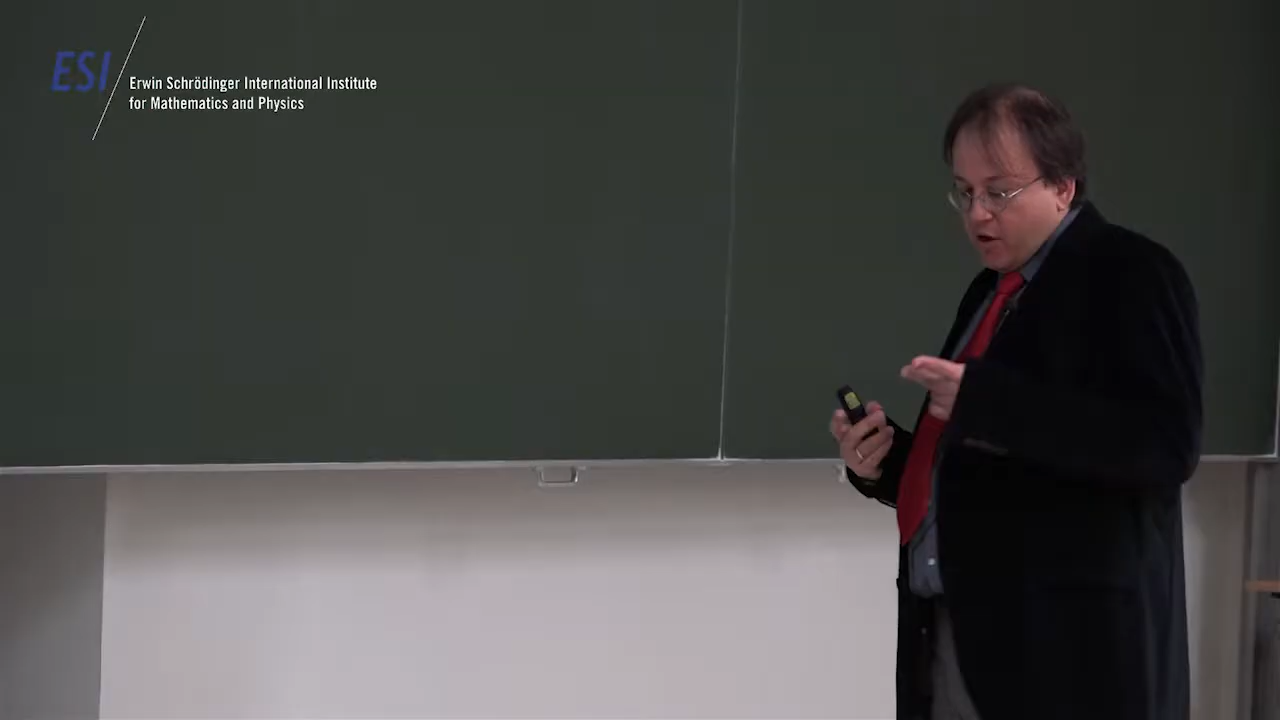 ESI
Erwin Schrödinger International Institute
for Mathematics and Physics